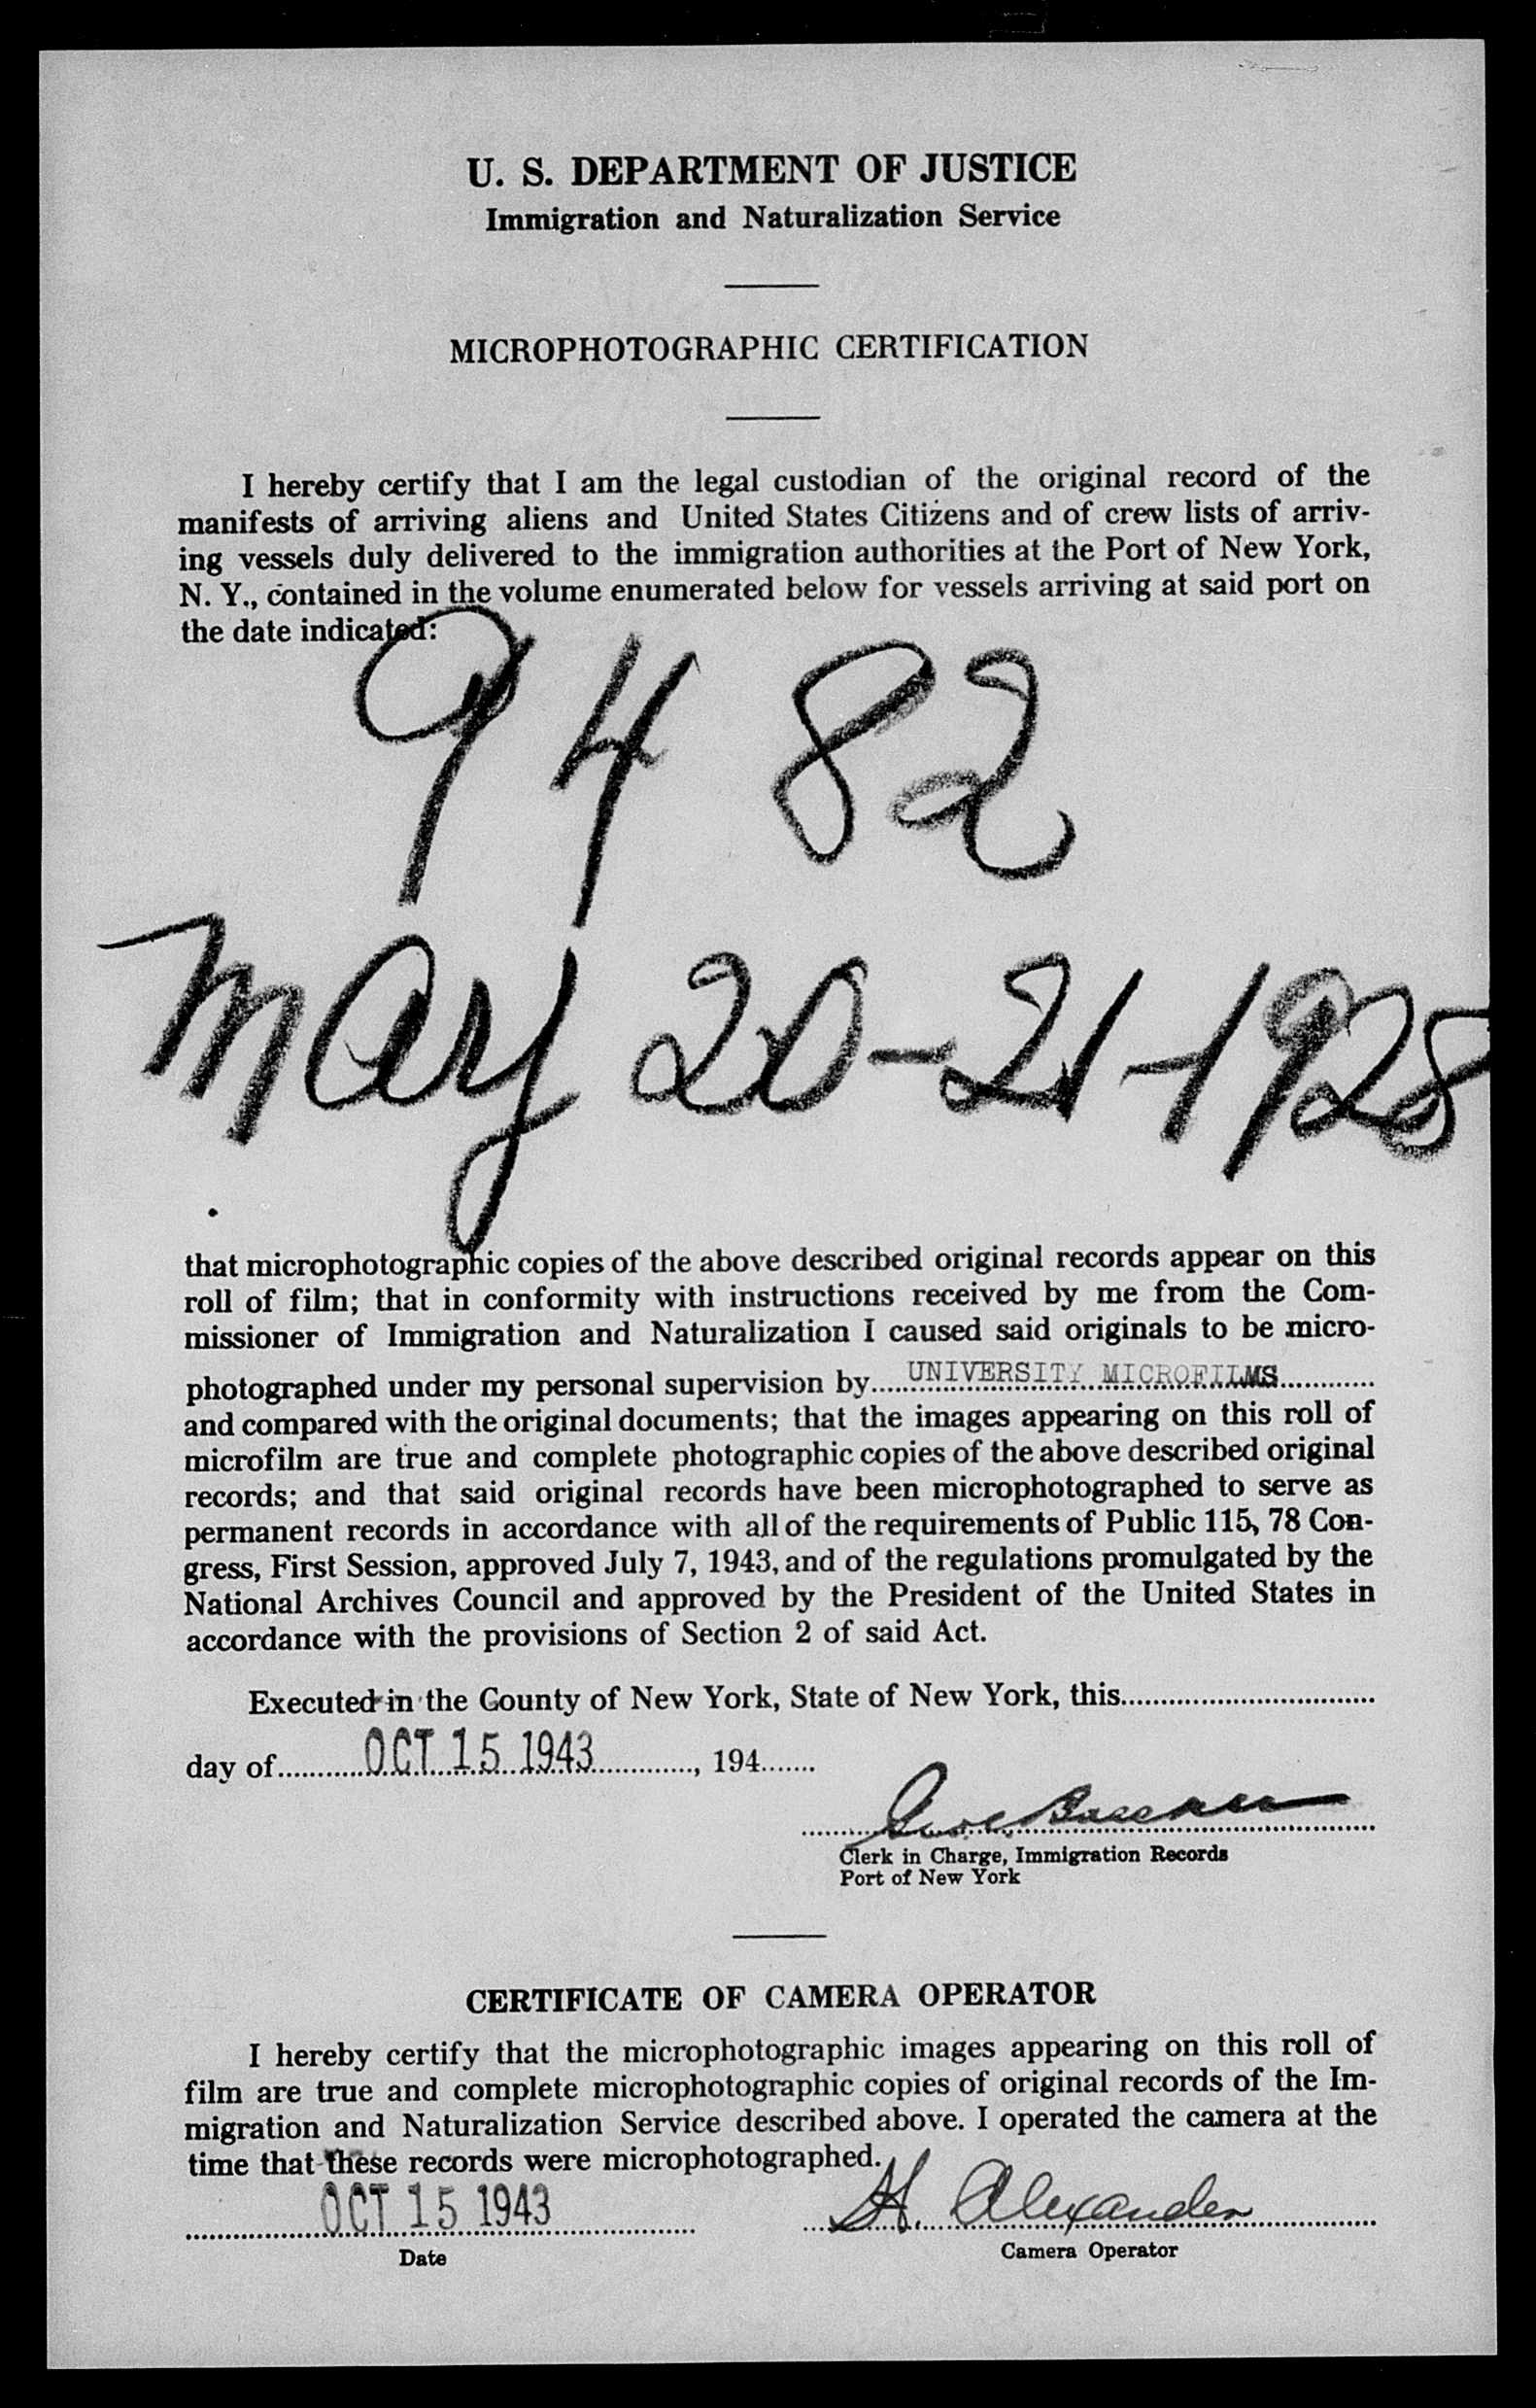 U. S. DEPARTMENT OF JUSTICE
Immigration and Naturalization Service
MICROPHOTOGRAPHIC CERTIFICATION
I hereby certify that I am the legal custodian of the original record of the
manifests of arriving aliens and United States Citizens and of crew lists of arriv-
ing vessels duly delivered to the immigration authorities at the Port of New York,
N. Y., contained in the volume enumerated below for vessels arriving at said port on
the date indicated:
94 82
May 20-21-1928
that microphotographic copies of the above described original records appear on this
roll of film; that in conformity with instructions received by me from the Com-
missioner of Immigration and Naturalization I caused said originals to be micro-
photographed under my personal supervision by UNIVERSITY MICROFILMS
and compared with the original documents; that the images appearing on this roll of
microfilm are true and complete photographic copies of the above described original
records; and that said original records have been microphotographed to serve as
permanent records in accordance with all of the requirements of Public 115, 78 Con-
gress, First Session, approved July 7, 1943, and of the regulations promulgated by the
National Archives Council and approved by the President of the United States in
accordance with the provisions of Section 2 of said Act.
Executed in the County of New York, State of New York, this
day of OCT 15 1943, 194
Clerk in Charge, Immigration Records
Port of New York
CERTIFICATE OF CAMERA OPERATOR
I hereby certify that the microphotographic images appearing on this roll of
film are true and complete microphotographic copies of original records of the Im-
migration and Naturalization Service described above. I operated the camera at the
time that these records were microphotographed.
OCT 15 1943 H. Alexander
Date Camera Operator